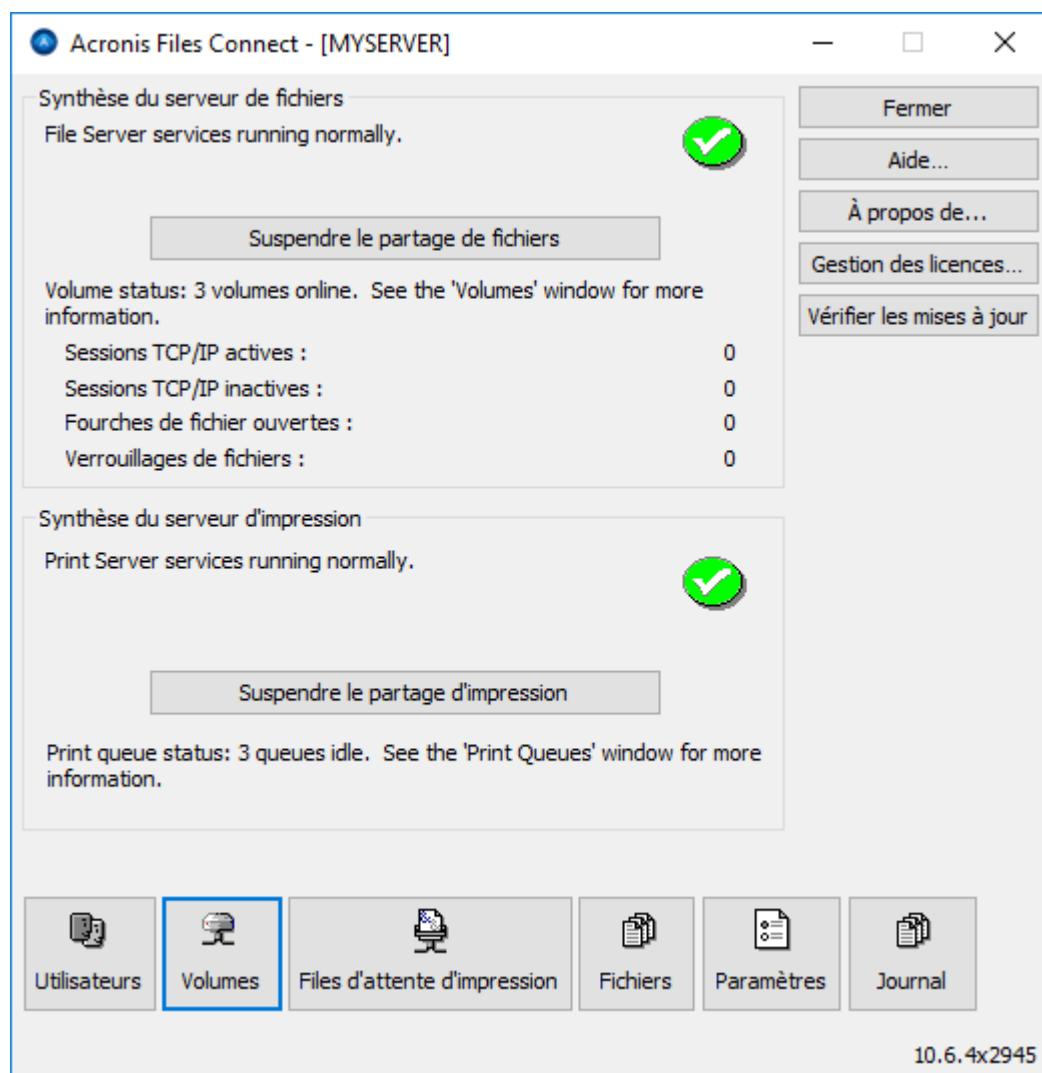 Acronis Files Connect - [MYSERVER]
Synthèse du serveur de fichiers
File Server services running normally.
Suspendre le partage de fichiers
Volume status: 3 volumes online.  See the 'Volumes' window for more
information.
Sessions TCP/IP actives : 0
Sessions TCP/IP inactives : 0
Fourches de fichier ouvertes : 0
Verrouillages de fichiers : 0
Fermer
Aide...
À propos de...
Gestion des licences...
Vérifier les mises à jour
Synthèse du serveur d'impression
Print Server services running normally.
Suspendre le partage d'impression
Print queue status: 3 queues idle.  See the 'Print Queues' window for more
information.
Utilisateurs
Volumes
Files d'attente d'impression
Fichiers
Paramètres
Journal
10.6.4x2945